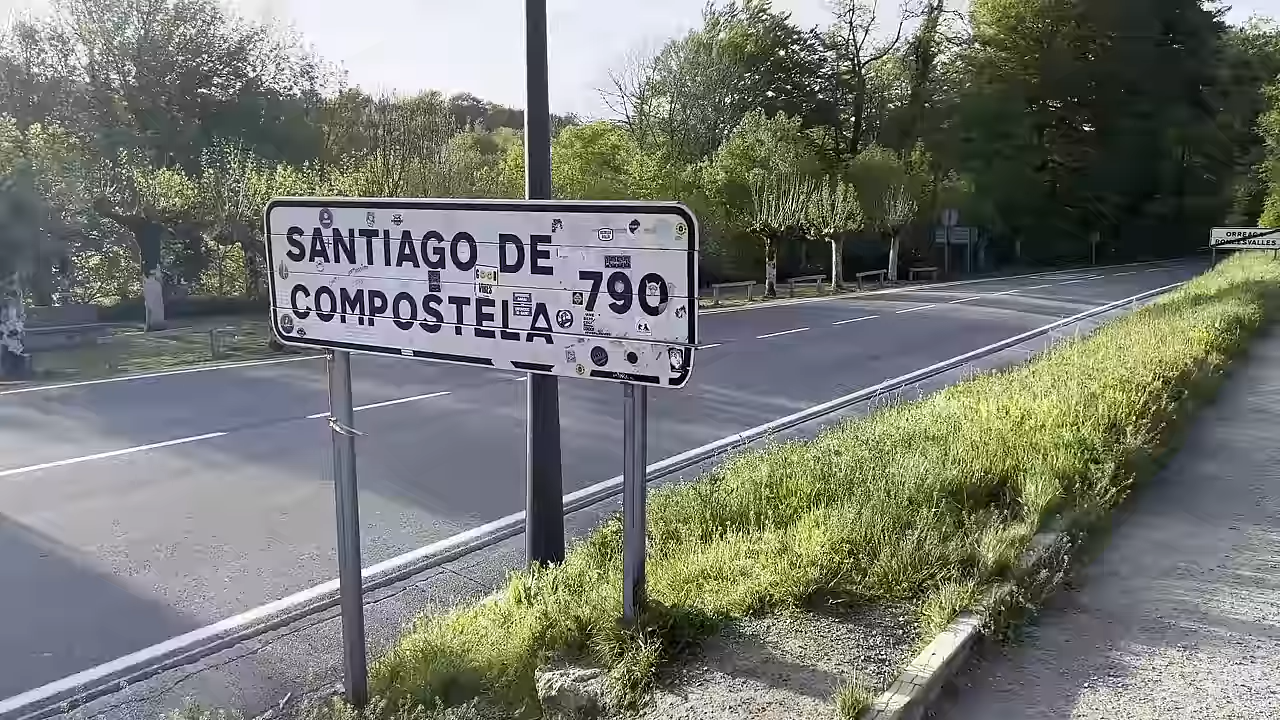 SANTIAGO DE
COMPOSTELA
790
ORREAGA
RONCESVALLES